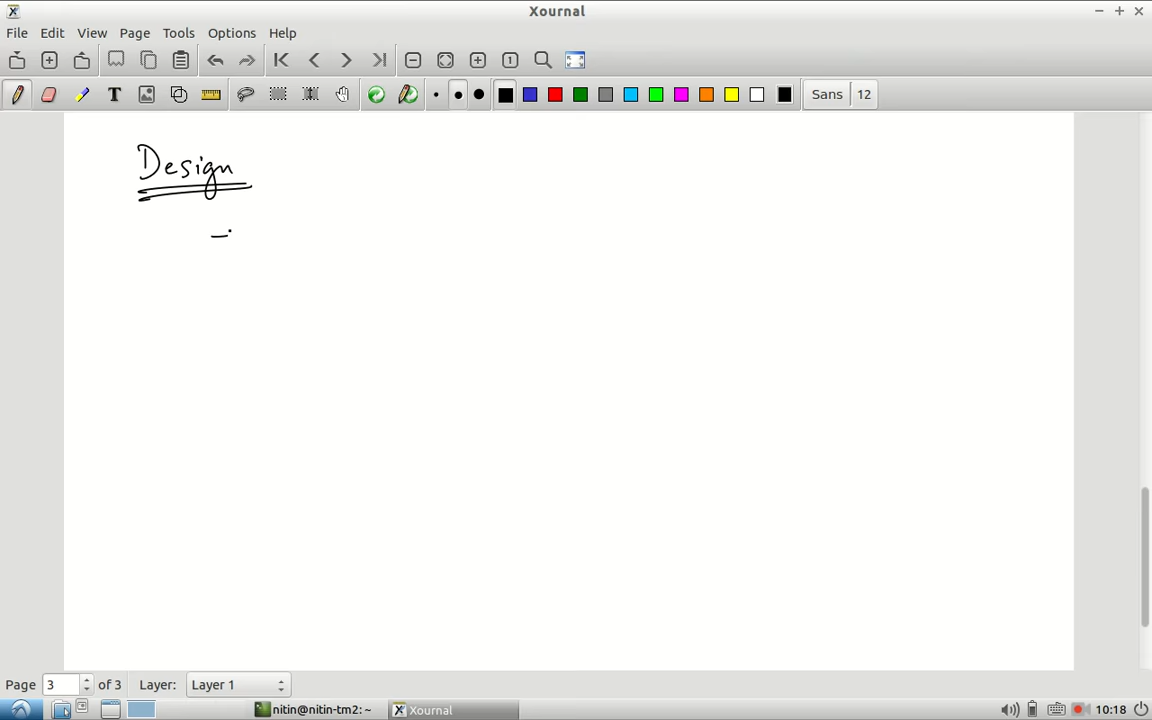 Xournal
File Edit View Page Tools Options Help
Sans 12
Design
-
Page 3 of 3 Layer: Layer 1
nitin@nitin-tm2: ~ Xournal 10:18